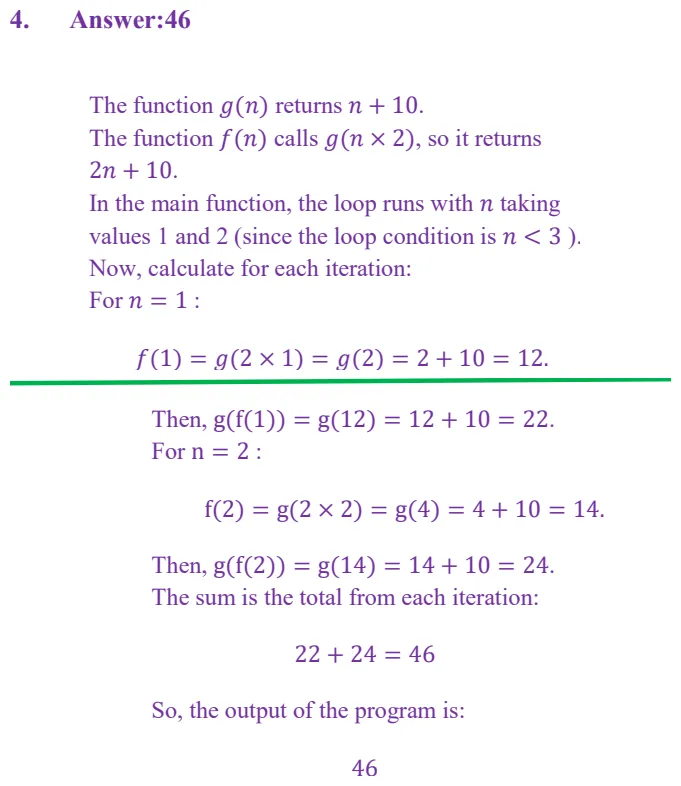 4. Answer:46
The function g(n) returns n + 10.
The function f(n) calls g(n × 2), so it returns
2n + 10.
In the main function, the loop runs with n taking
values 1 and 2 (since the loop condition is n < 3 ).
Now, calculate for each iteration:
For n = 1 :
f(1) = g(2 × 1) = g(2) = 2 + 10 = 12.
Then, g(f(1)) = g(12) = 12 + 10 = 22.
For n = 2 :
f(2) = g(2 × 2) = g(4) = 4 + 10 = 14.
Then, g(f(2)) = g(14) = 14 + 10 = 24.
The sum is the total from each iteration:
22 + 24 = 46
So, the output of the program is:
46